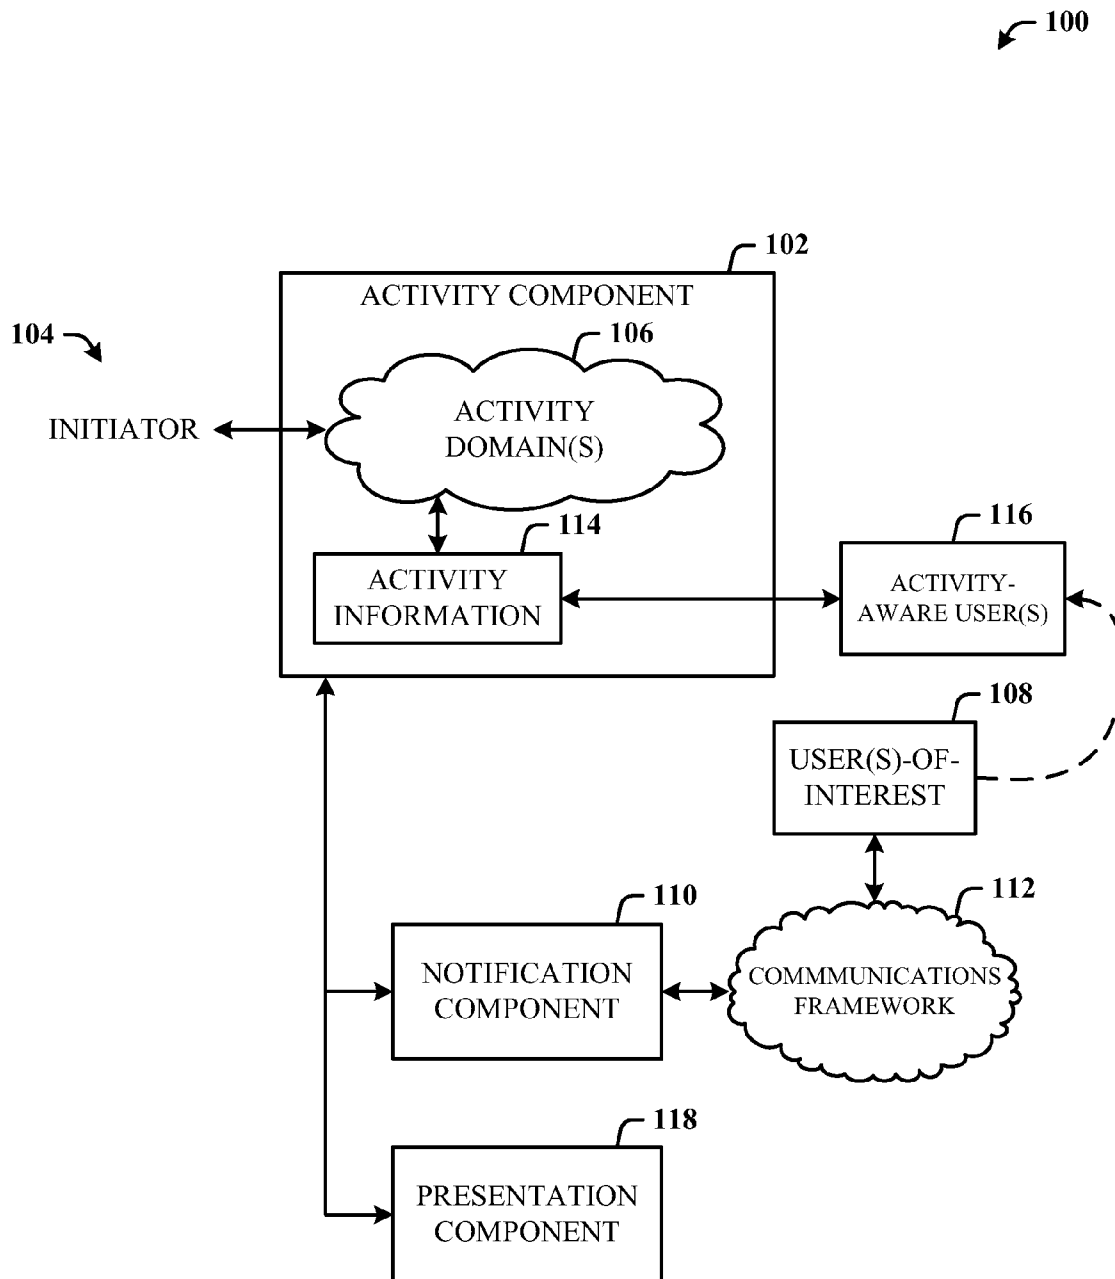 100
102
ACTIVITY COMPONENT
104
106
ACTIVITY
DOMAIN(S)
INITIATOR
114
ACTIVITY
INFORMATION
116
ACTIVITY-
AWARE USER(S)
108
USER(S)-OF-
INTEREST
110
NOTIFICATION
COMPONENT
112
COMMMUNICATIONS
FRAMEWORK
118
PRESENTATION
COMPONENT